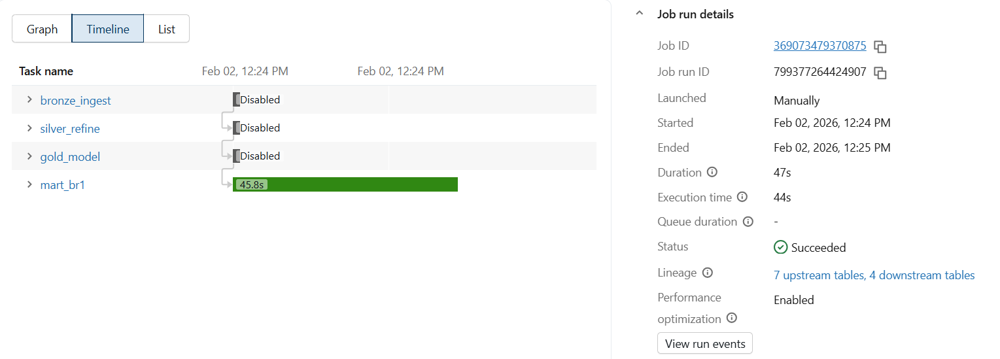 Graph Timeline List
Task name Feb 02, 12:24 PM Feb 02, 12:24 PM
bronze_ingest Disabled
silver_refine Disabled
gold_model Disabled
mart_br1 45.8s
Job run details
Job ID 369073479370875
Job run ID 799377264424907
Launched Manually
Started Feb 02, 2026, 12:24 PM
Ended Feb 02, 2026, 12:25 PM
Duration 47s
Execution time 44s
Queue duration -
Status Succeeded
Lineage 7 upstream tables, 4 downstream tables
Performance Enabled
optimization
View run events